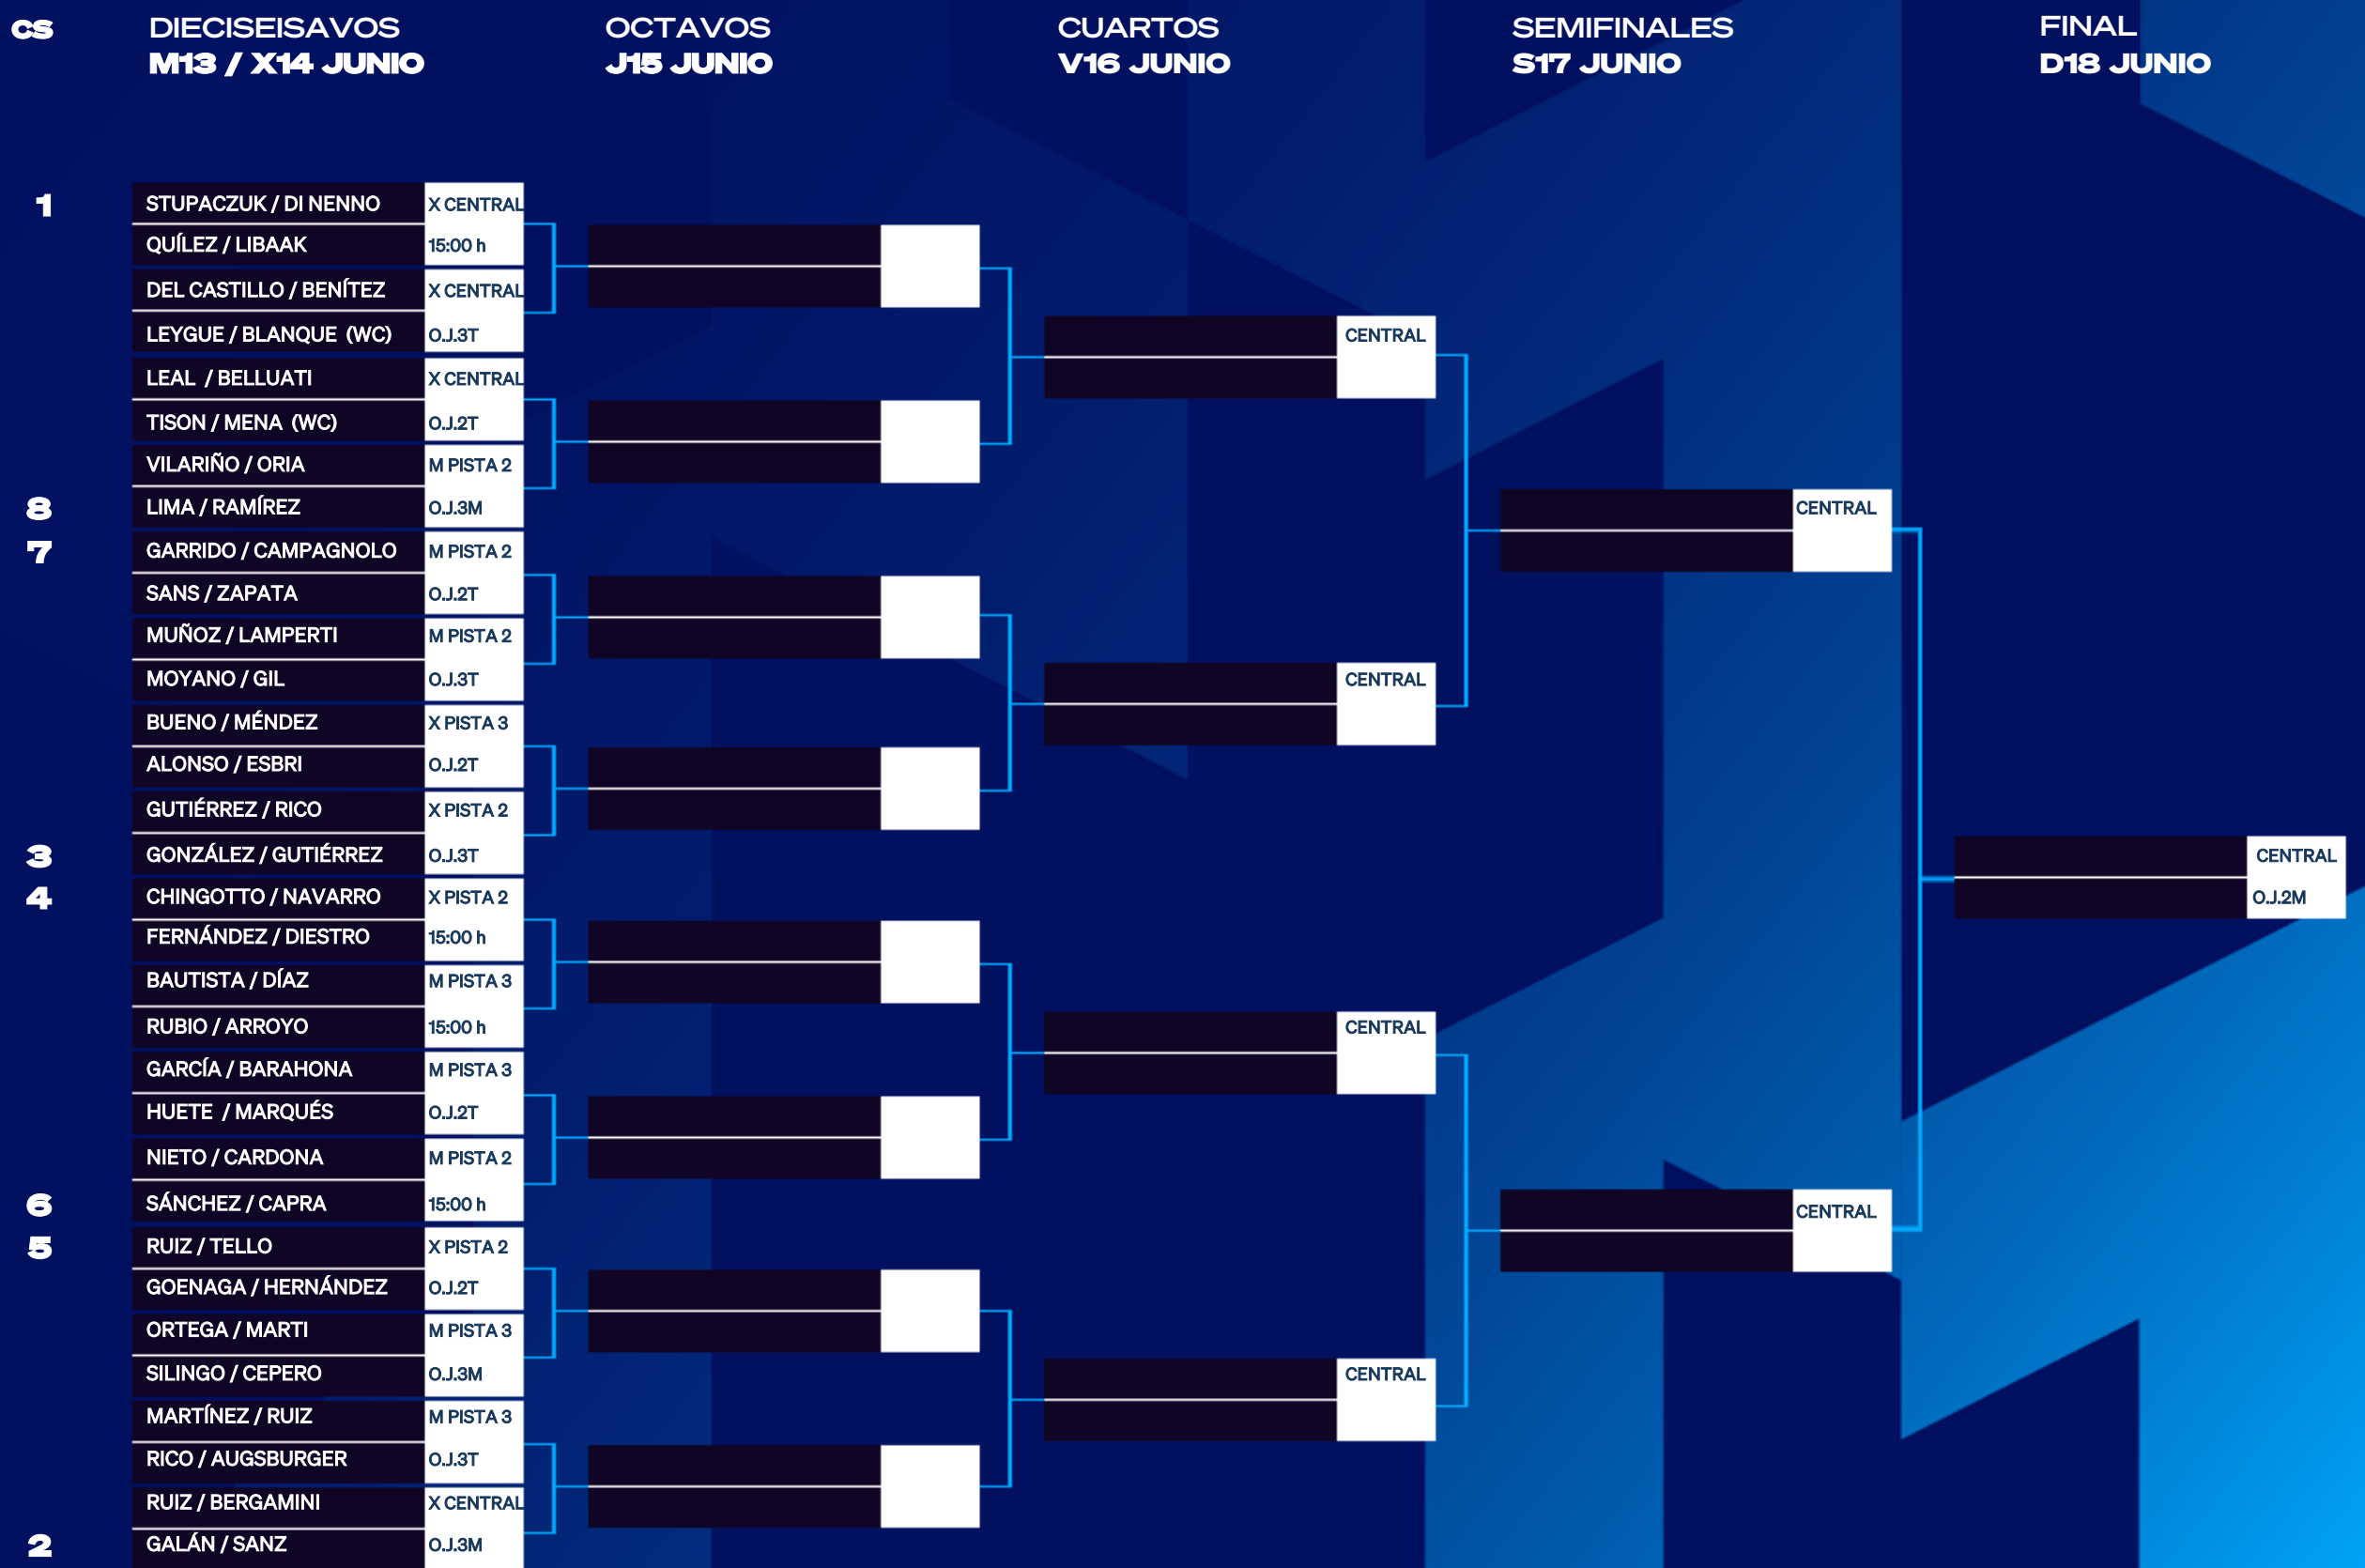 CS
DIECISEISAVOS
M13 / X14 JUNIO
OCTAVOS
J15 JUNIO
CUARTOS
V16 JUNIO
SEMIFINALES
S17 JUNIO
FINAL
D18 JUNIO
1
STUPACZUK / DI NENNO X CENTRAL
QUÍLEZ / LIBAAK 15:00 h
DEL CASTILLO / BENÍTEZ X CENTRAL
LEYGUE / BLANQUE (WC) O.J.3T
LEAL / BELLUATI X CENTRAL
TISON / MENA (WC) O.J.2T
VILARIÑO / ORIA M PISTA 2
8
LIMA / RAMÍREZ O.J.3M
7
GARRIDO / CAMPAGNOLO M PISTA 2
SANS / ZAPATA O.J.2T
MUÑOZ / LAMPERTI M PISTA 2
MOYANO / GIL O.J.3T
BUENO / MÉNDEZ X PISTA 3
ALONSO / ESBRI O.J.2T
GUTIÉRREZ / RICO X PISTA 2
3
GONZÁLEZ / GUTIÉRREZ O.J.3T
4
CHINGOTTO / NAVARRO X PISTA 2
FERNÁNDEZ / DIESTRO 15:00 h
BAUTISTA / DÍAZ M PISTA 3
RUBIO / ARROYO 15:00 h
GARCÍA / BARAHONA M PISTA 3
HUETE / MARQUÉS O.J.2T
NIETO / CARDONA M PISTA 2
6
SÁNCHEZ / CAPRA 15:00 h
5
RUIZ / TELLO X PISTA 2
GOENAGA / HERNÁNDEZ O.J.2T
ORTEGA / MARTI M PISTA 3
SILINGO / CEPERO O.J.3M
MARTÍNEZ / RUIZ M PISTA 3
RICO / AUGSBURGER O.J.3T
RUIZ / BERGAMINI X CENTRAL
2
GALÁN / SANZ O.J.3M
CENTRAL
CENTRAL
CENTRAL
CENTRAL
CENTRAL
CENTRAL
CENTRAL
O.J.2M